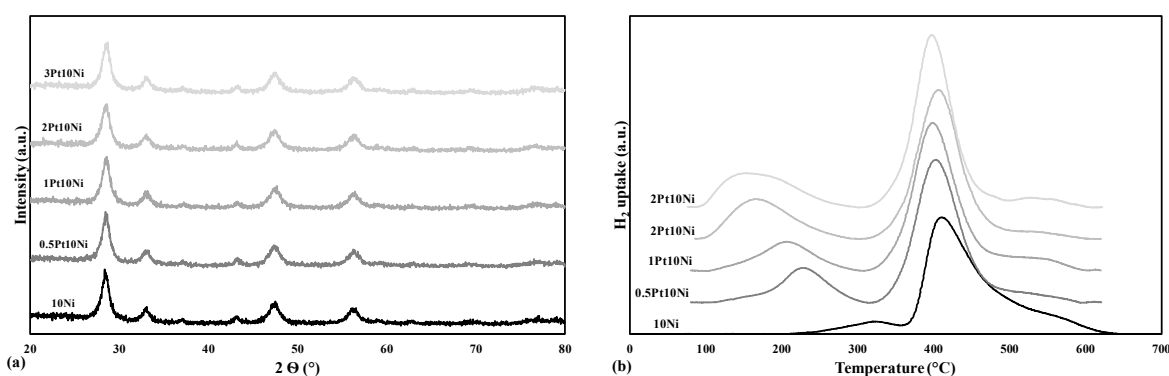 Intensity (a.u.)
3Pt10Ni
2Pt10Ni
1Pt10Ni
0.5Pt10Ni
10Ni
20 30 40 50 60 70 80
2 Θ (°)
(a)
H2 uptake (a.u.)
2Pt10Ni
2Pt10Ni
1Pt10Ni
0.5Pt10Ni
10Ni
0 100 200 300 400 500 600 700
Temperature (°C)
(b)